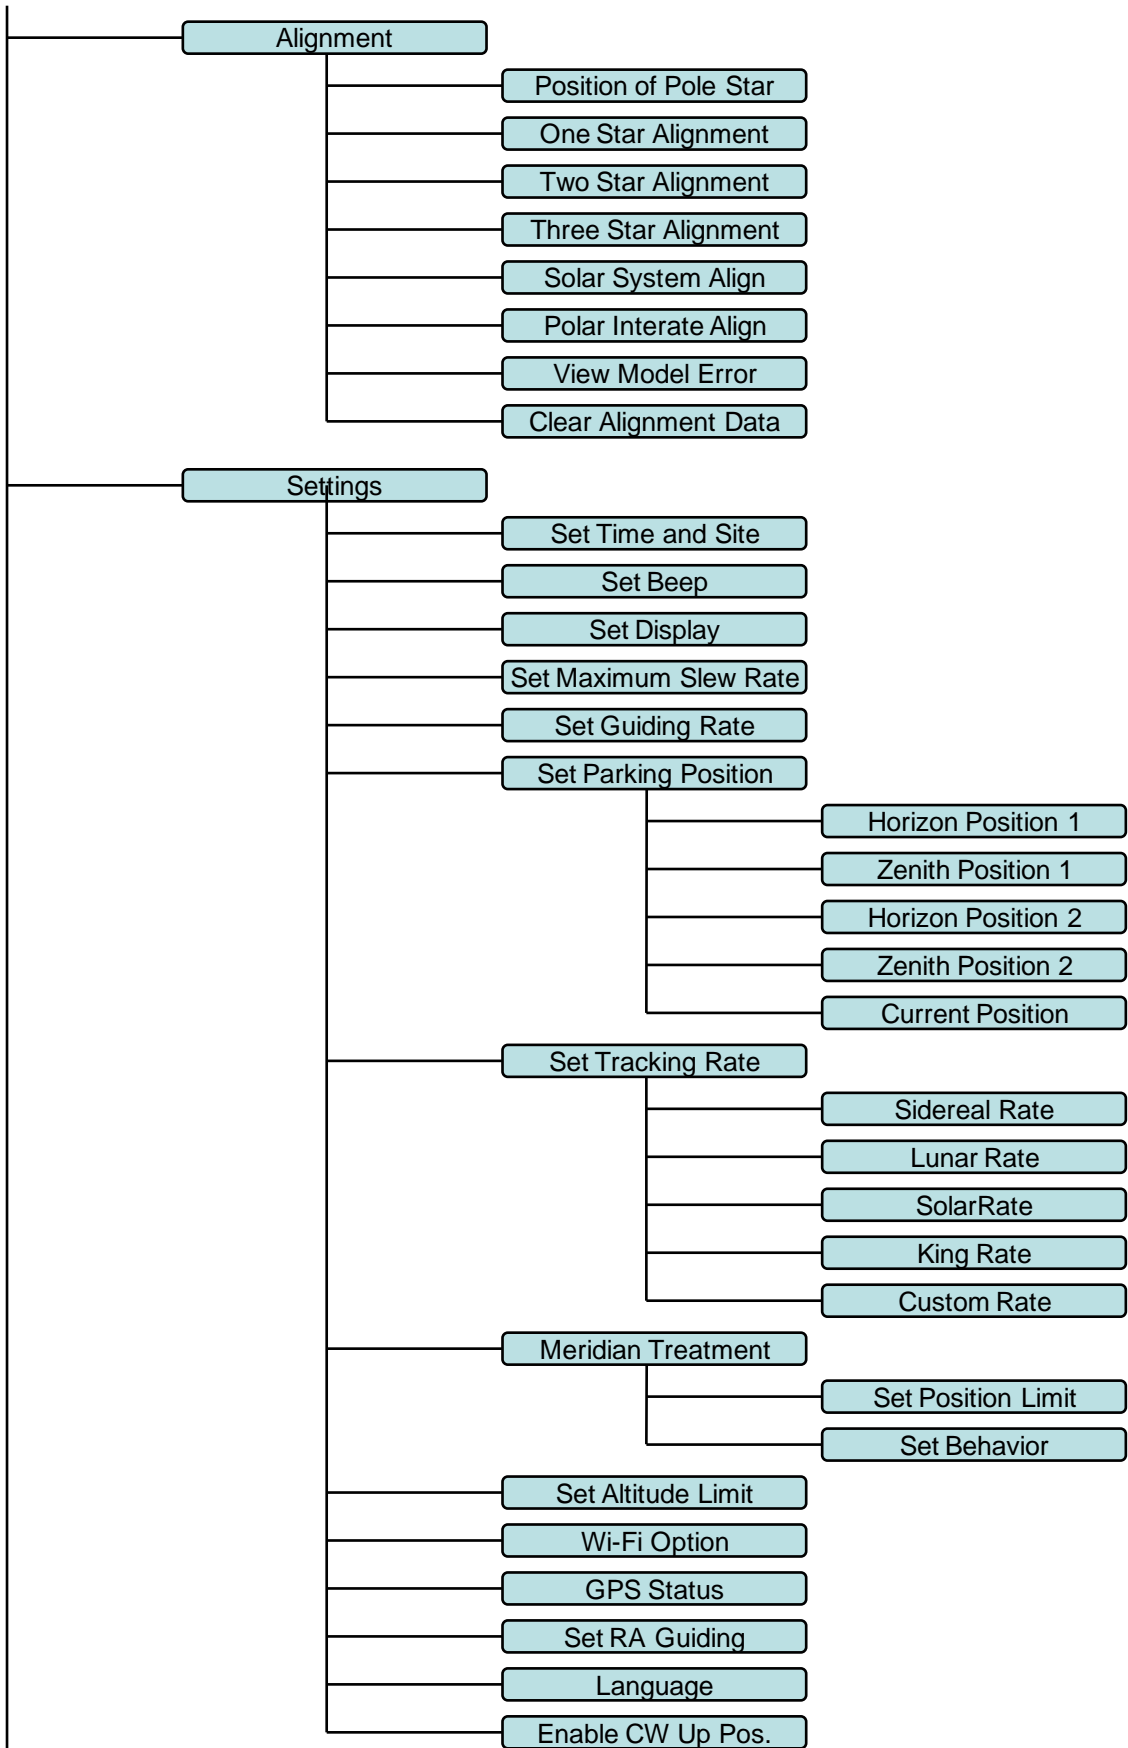 Alignment
Position of Pole Star
One Star Alignment
Two Star Alignment
Three Star Alignment
Solar System Align
Polar Interate Align
View Model Error
Clear Alignment Data
Settings
Set Time and Site
Set Beep
Set Display
Set Maximum Slew Rate
Set Guiding Rate
Set Parking Position
Horizon Position 1
Zenith Position 1
Horizon Position 2
Zenith Position 2
Current Position
Set Tracking Rate
Sidereal Rate
Lunar Rate
SolarRate
King Rate
Custom Rate
Meridian Treatment
Set Position Limit
Set Behavior
Set Altitude Limit
Wi-Fi Option
GPS Status
Set RA Guiding
Language
Enable CW Up Pos.